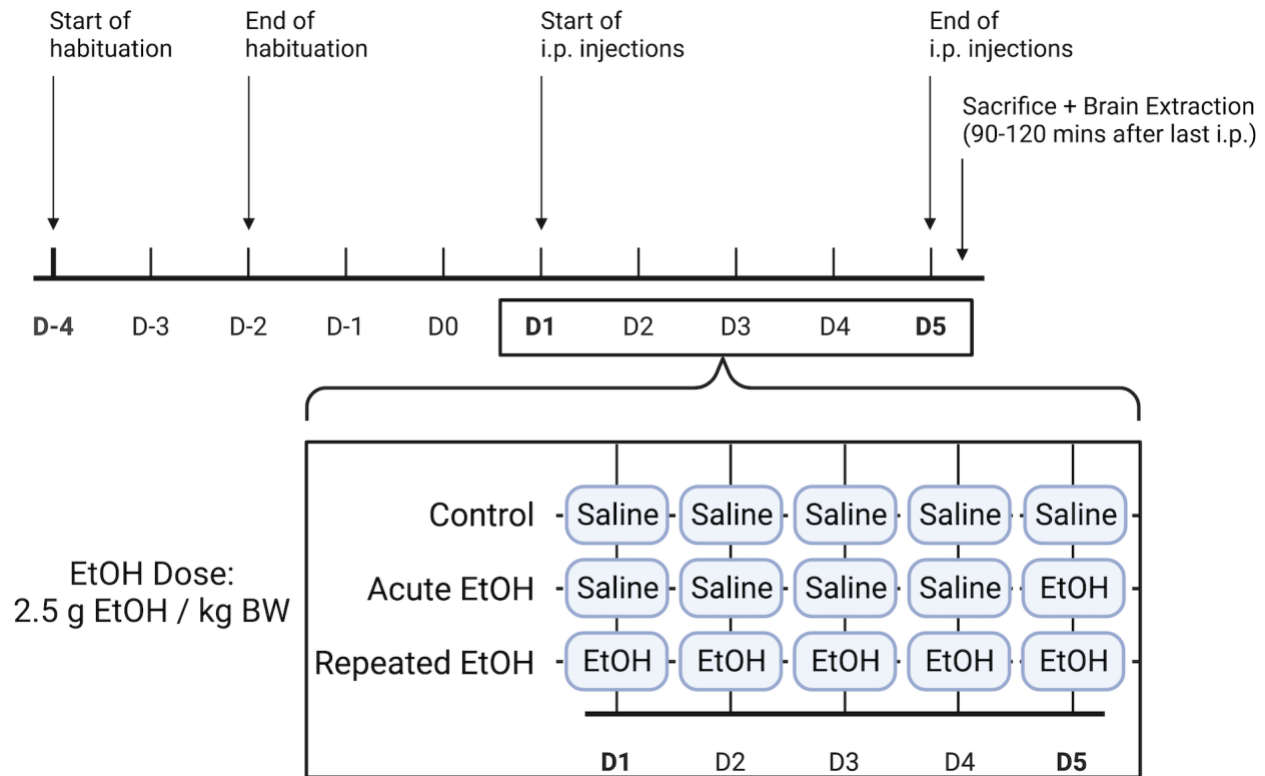 Start of
habituation
End of
habituation
Start of
i.p. injections
End of
i.p. injections
Sacrifice + Brain Extraction
(90-120 mins after last i.p.)
D-4 D-3 D-2 D-1 D0 D1 D2 D3 D4 D5
EtOH Dose:
2.5 g EtOH / kg BW
Control Saline Saline Saline Saline Saline
Acute EtOH Saline Saline Saline Saline EtOH
Repeated EtOH EtOH EtOH EtOH EtOH EtOH
D1 D2 D3 D4 D5